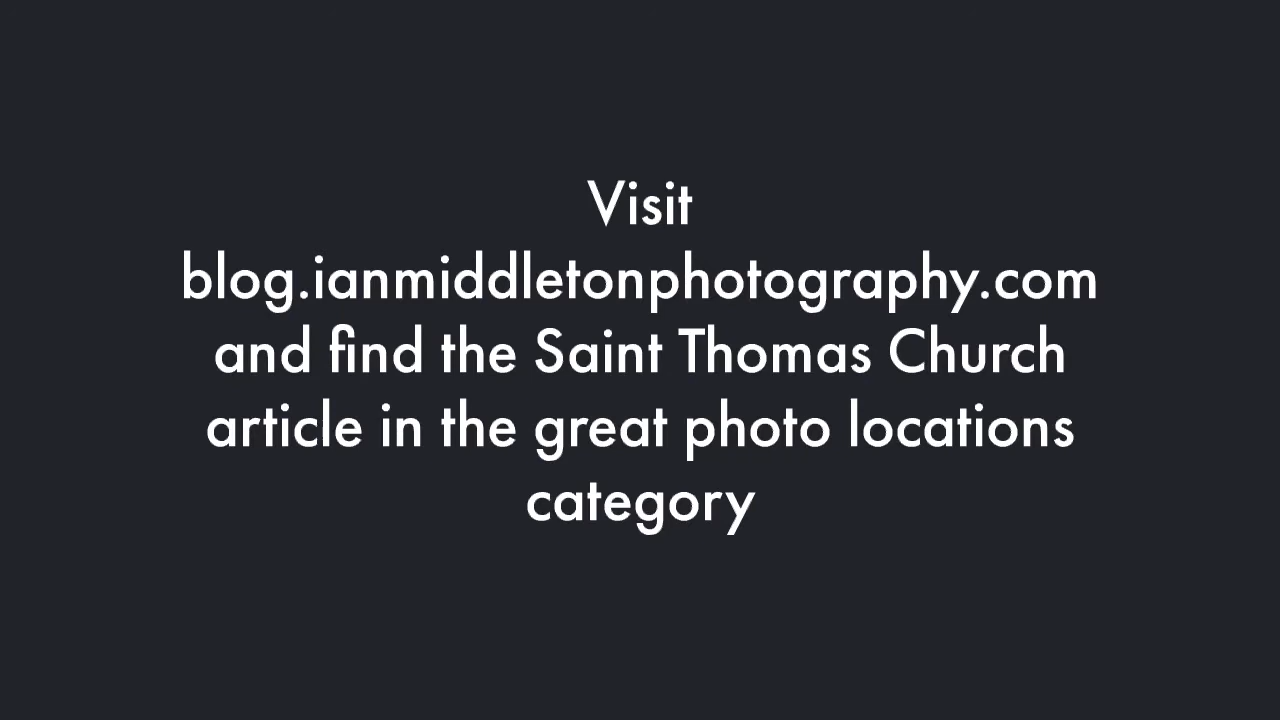 Visit
blog.ianmiddletonphotography.com
and find the Saint Thomas Church
article in the great photo locations
category